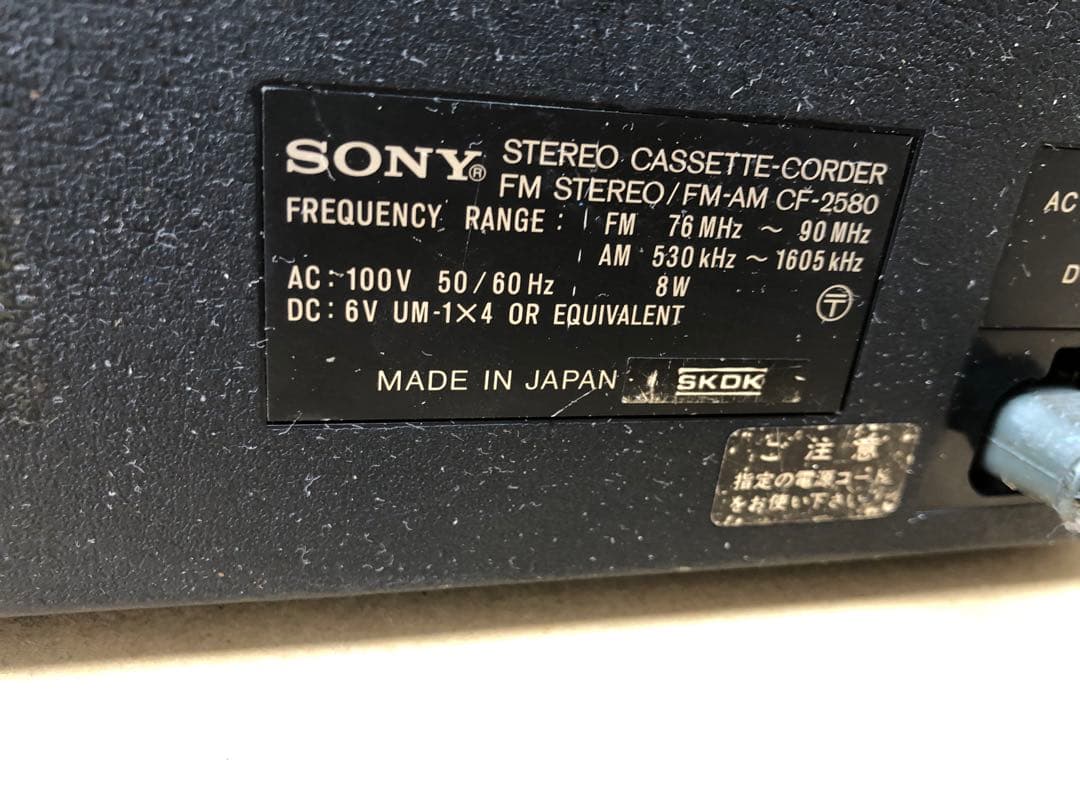 SONY® STEREO CASSETTE-CORDER
FM STEREO/FM-AM CF-2580
FREQUENCY RANGE: FM 76 MHz ~ 90 MHz
AM 530 kHz ~ 1605 kHz
AC:~100V 50/60 Hz 8W
DC: 6V UM-1×4 OR EQUIVALENT
MADE IN JAPAN SKDK
ご注意
指定の電源コード
をお使い下さい
AC
D